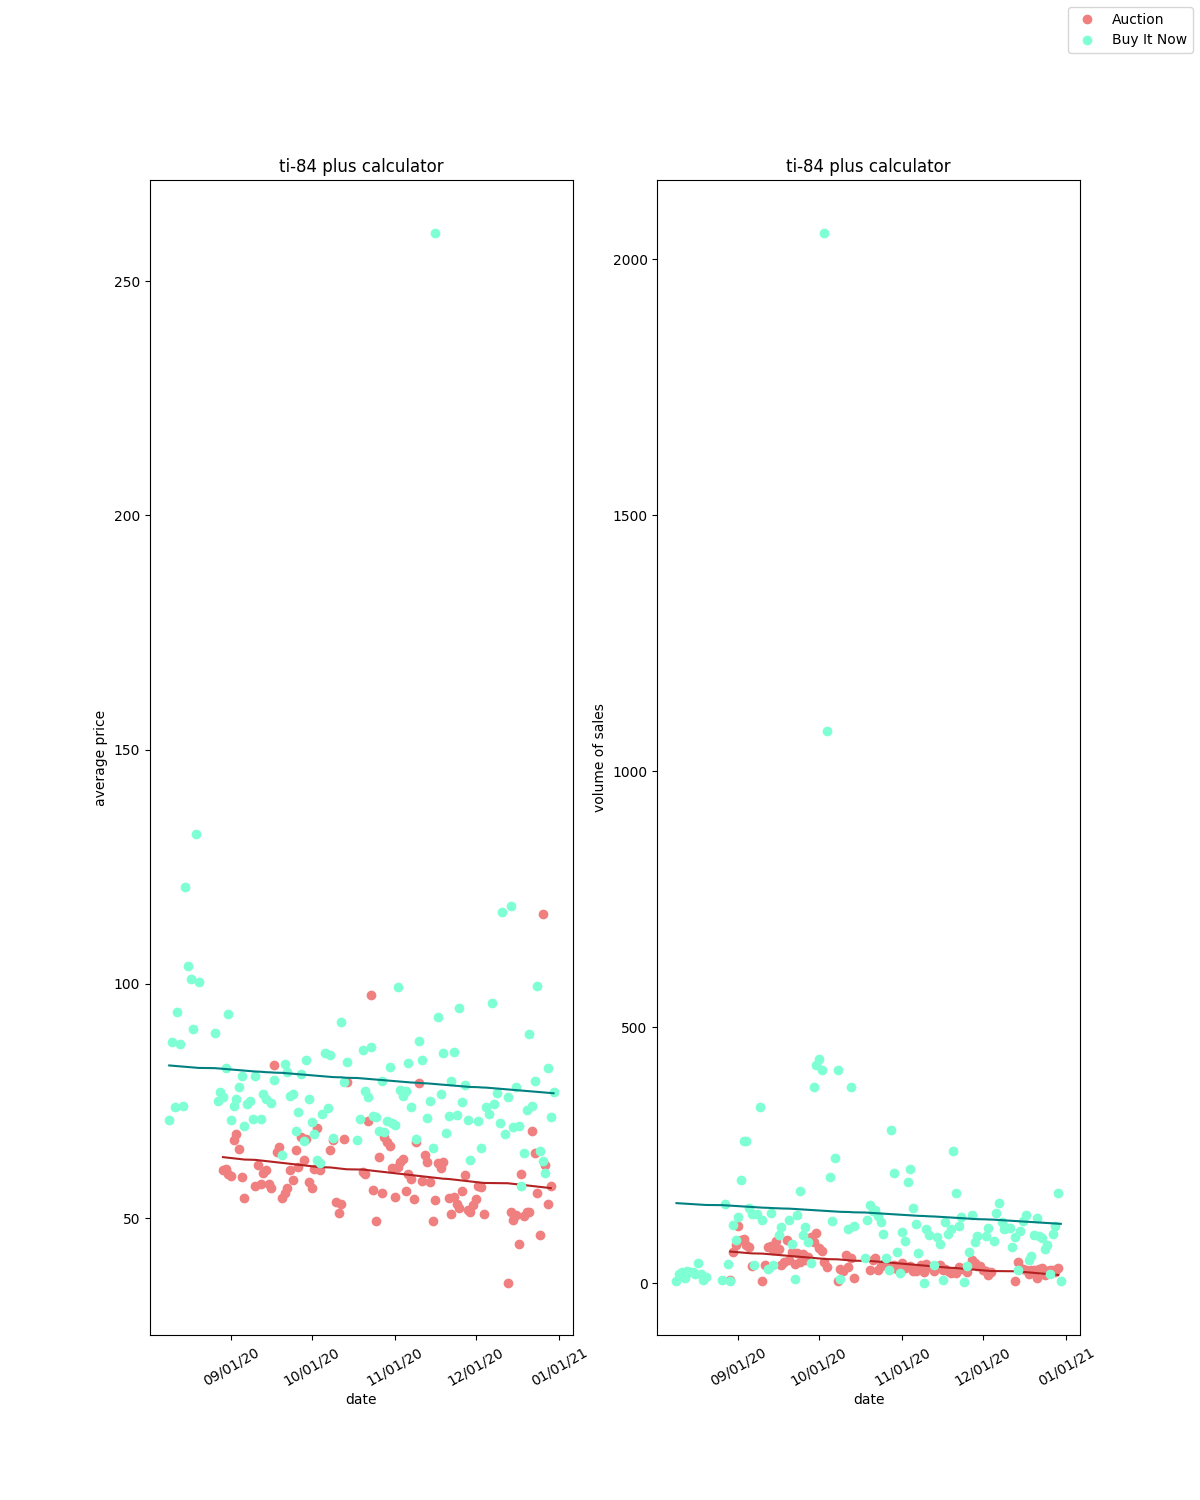 Auction
Buy It Now
ti-84 plus calculator
250
200
150
100
50
average price
09/01/20
10/01/20
11/01/20
12/01/20
01/01/21
date
ti-84 plus calculator
2000
1500
1000
500
0
volume of sales
09/01/20
10/01/20
11/01/20
12/01/20
01/01/21
date